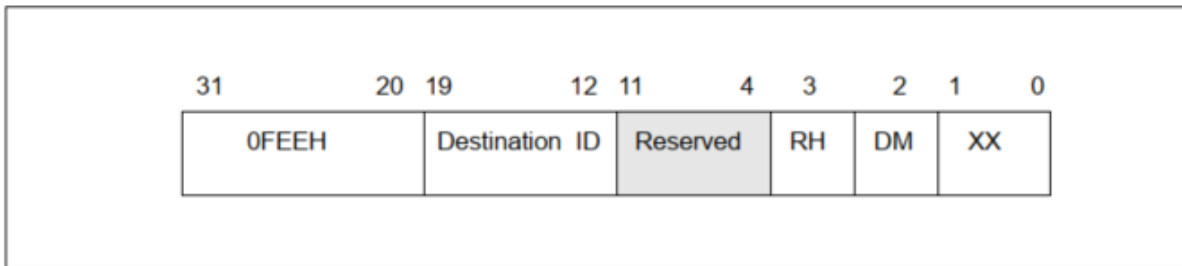 31 20 19 12 11 4 3 2 1 0
0FEEH Destination ID Reserved RH DM XX